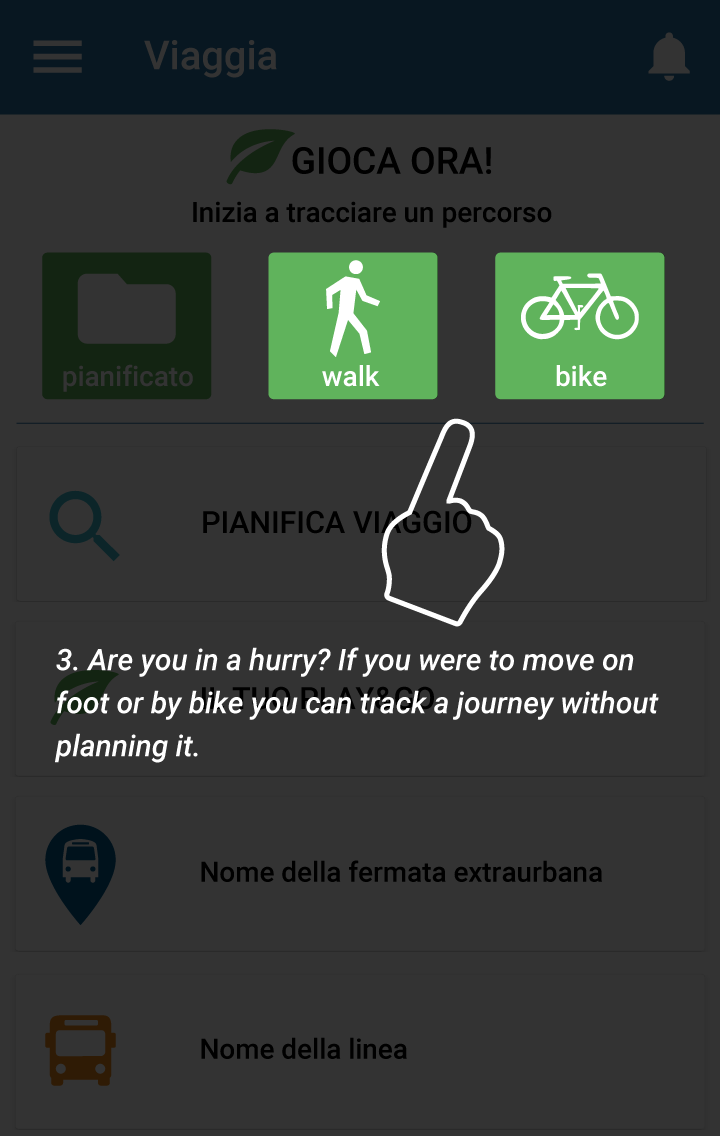 Viaggia
GIOCA ORA!
Inizia a tracciare un percorso
pianificato
walk
bike
PIANIFICA VIAGGIO
3. Are you in a hurry? If you were to move on
foot or by bike you can track a journey without
planning it.
IL TUO PLAY&GO
Nome della fermata extraurbana
Nome della linea